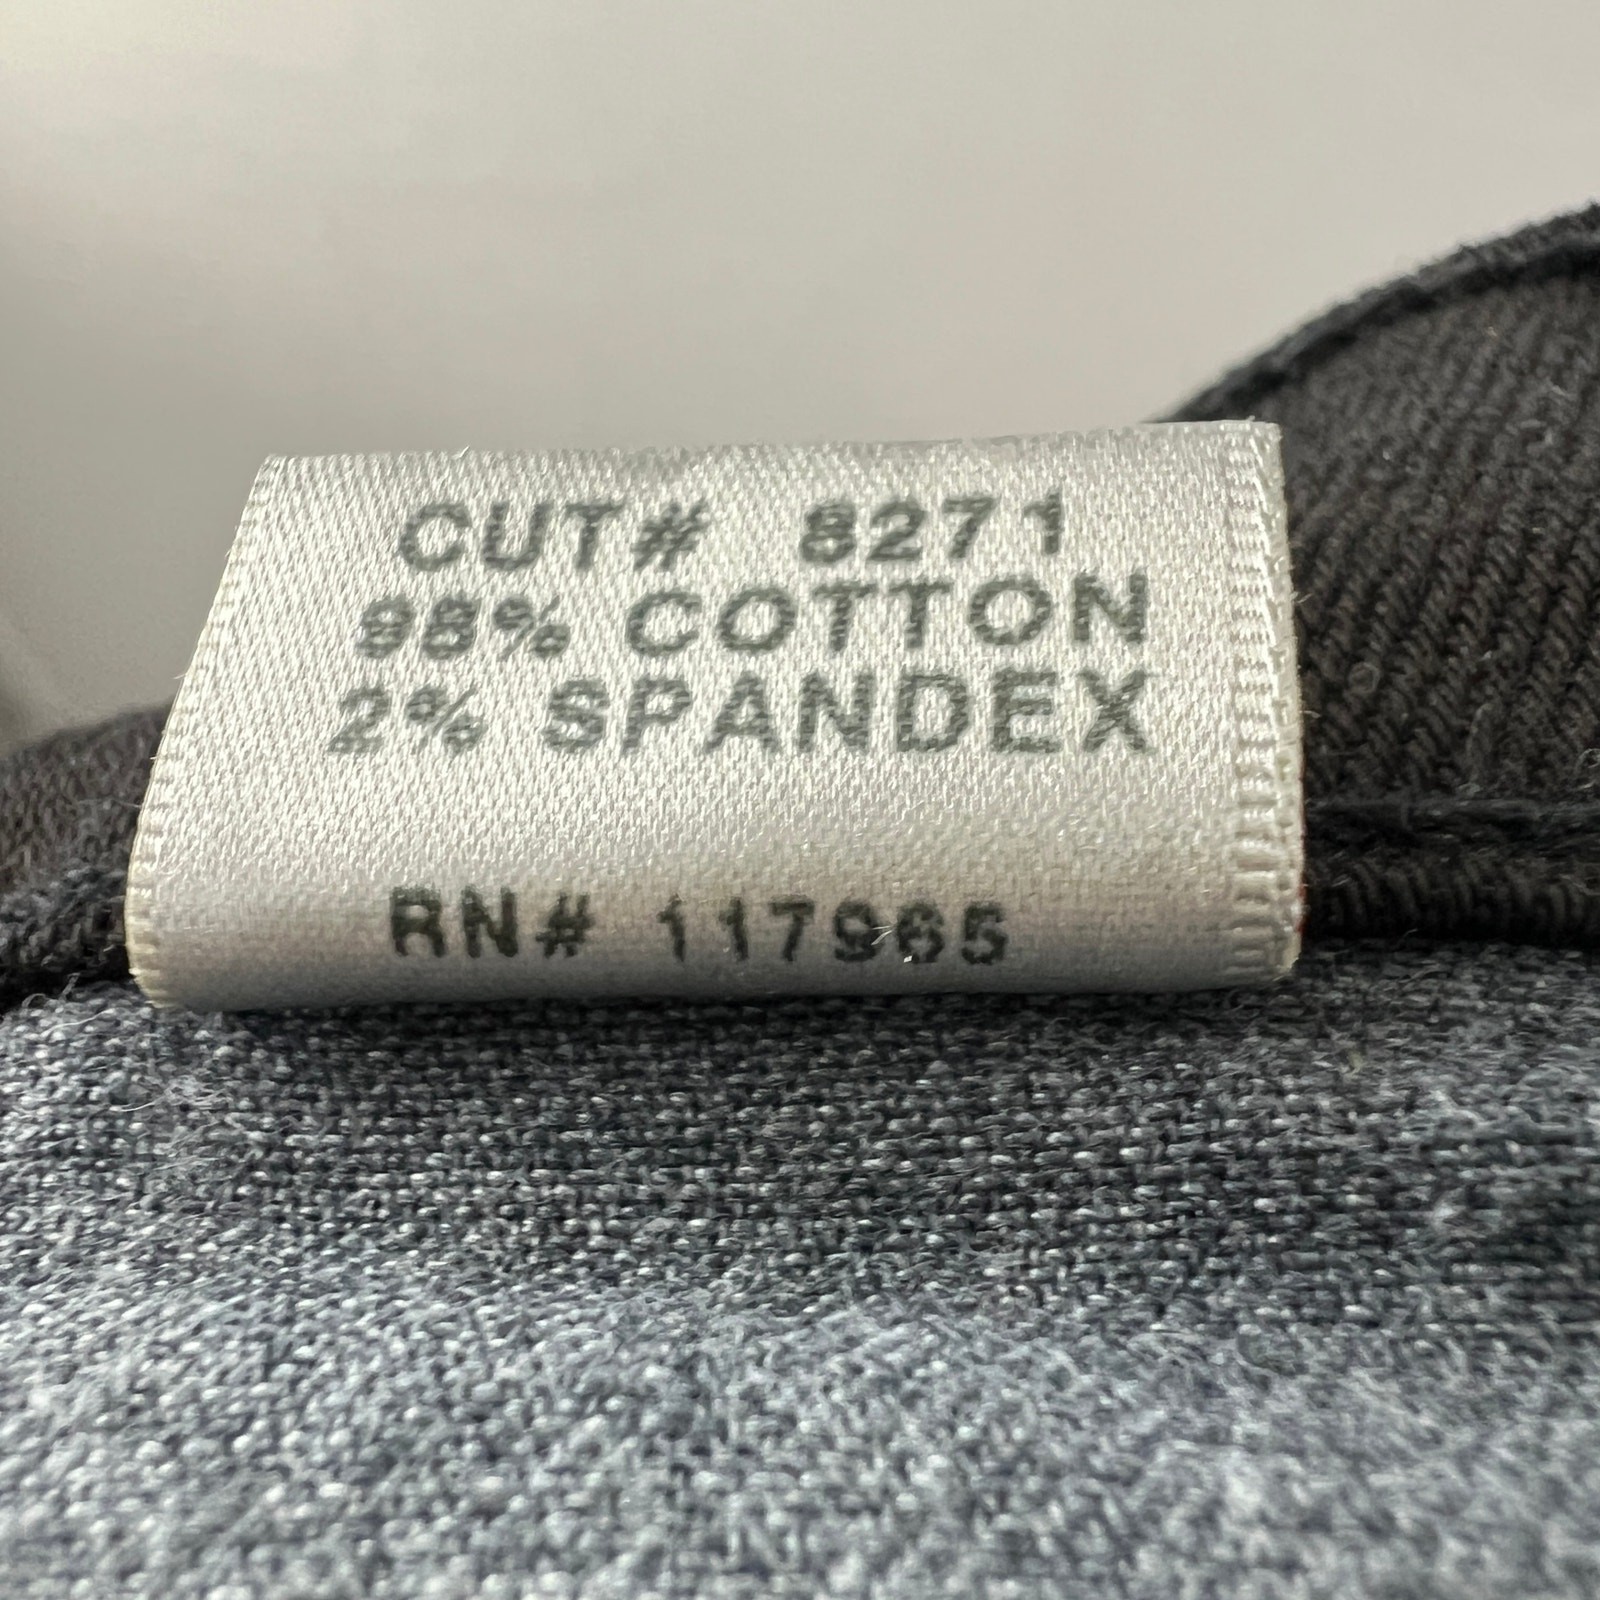 CUT# 8271
98% COTTON
2% SPANDEX
RN# 117965